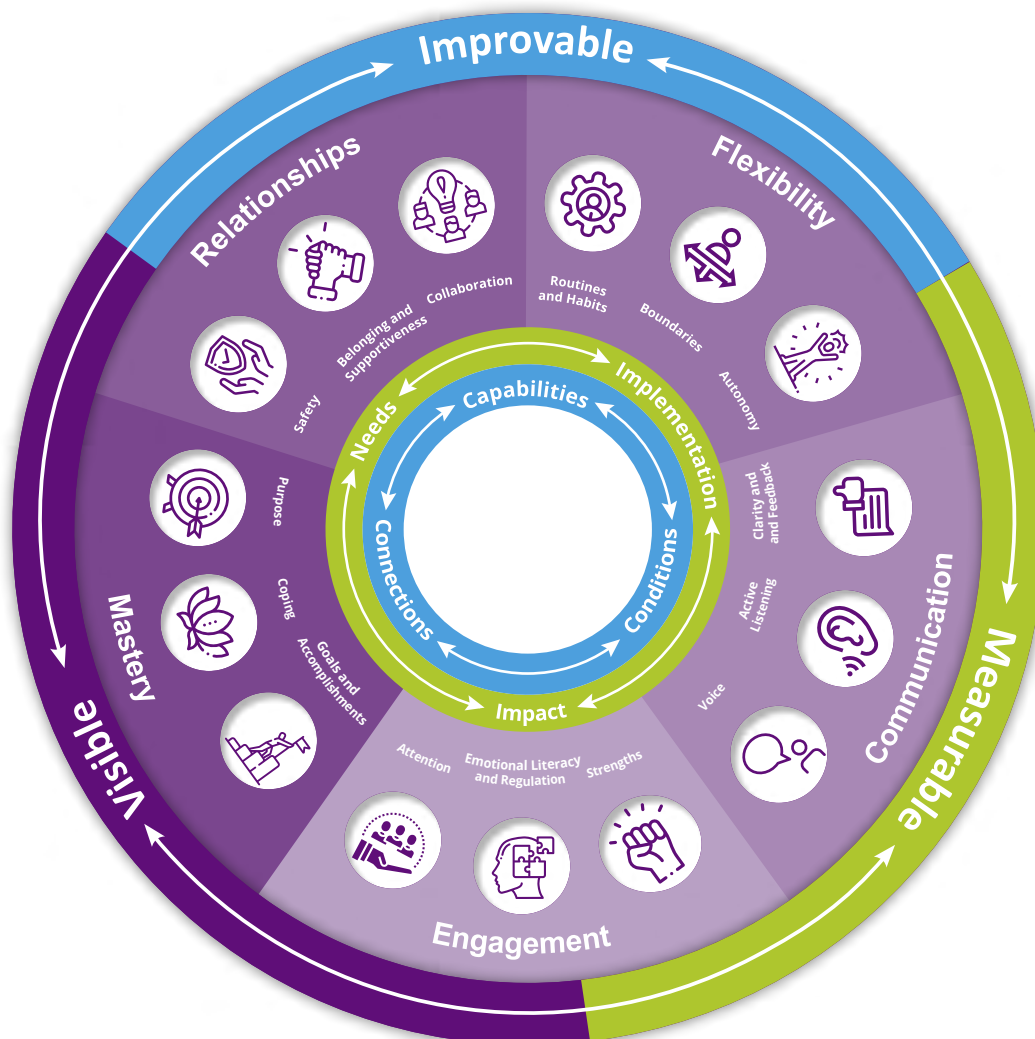 Improvable
Measurable
Visible
Relationships
Collaboration
Belonging and
Supportiveness
Safety
Flexibility
Routines
and Habits
Boundaries
Autonomy
Communication
Clarity and
and Feedback
Active
Listening
Voice
Engagement
Strengths
Emotional Literacy
and Regulation
Attention
Mastery
Goals and
Accomplishments
Coping
Purpose
Needs
Implementation
Impact
Capabilities
Conditions
Connections